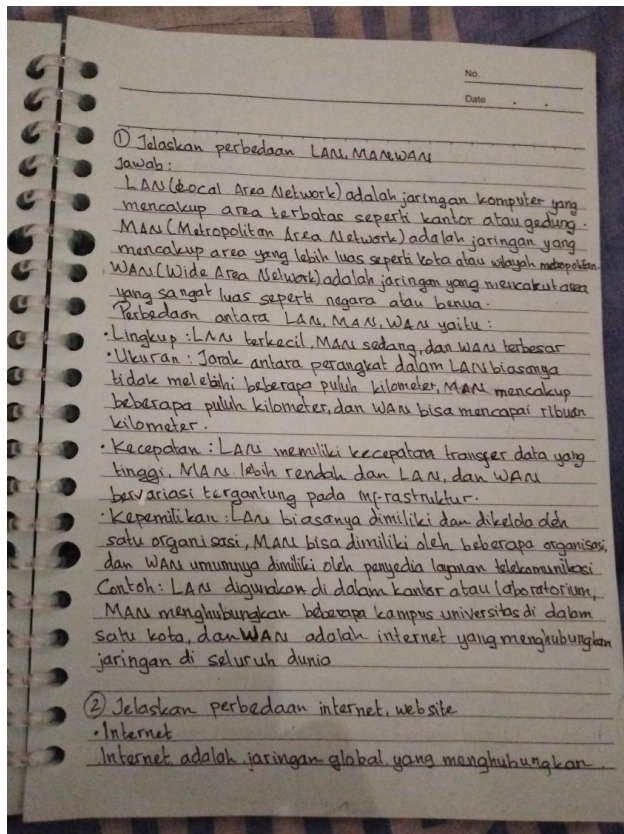 No.
Date . .
① Jelaskan perbedaan LAN, MAN, WAN
Jawab :
LAN (Local Area Network) adalah jaringan komputer yang
mencakup area terbatas seperti kantor atau gedung.
MAN (Metropolitan Area Network) adalah jaringan yang
mencakup area yang lebih luas seperti kota atau wilayah metropolitan.
WAN (Wide Area Network) adalah jaringan yang mencakut area
yang sangat luas seperti negara atau benua.
Perbedaan antara LAN, MAN, WAN yaitu :
• Lingkup : LAN terkecil, MAN sedang, dan WAN terbesar
• Ukuran : Jarak antara perangkat dalam LAN biasanya
tidak melebihi beberapa puluh kilometer, MAN mencakup
beberapa puluh kilometer, dan WAN bisa mencapai ribuan
kilometer.
• Kecepatan : LAN memiliki kecepatan transfer data yang
tinggi, MAN lebih rendah dan LAN, dan WAN
bervariasi tergantung pada inf-rastruktur.
• Kepemilikan : LAN biasanya dimiliki dan dikelola oleh
satu organisasi, MAN bisa dimiliki oleh beberapa organisasi,
dan WAN umumnya dimiliki oleh penyedia layanan telekomunikasi
Contoh : LAN digunakan di dalam kantor atau laboratorium,
MAN menghubungkan beberapa kampus universitas di dalam
satu kota, dan WAN adalah internet yang menghubungkan
jaringan di seluruh dunia
② Jelaskan perbedaan internet, website
• Internet
Internet adalah jaringan global yang menghubungkan